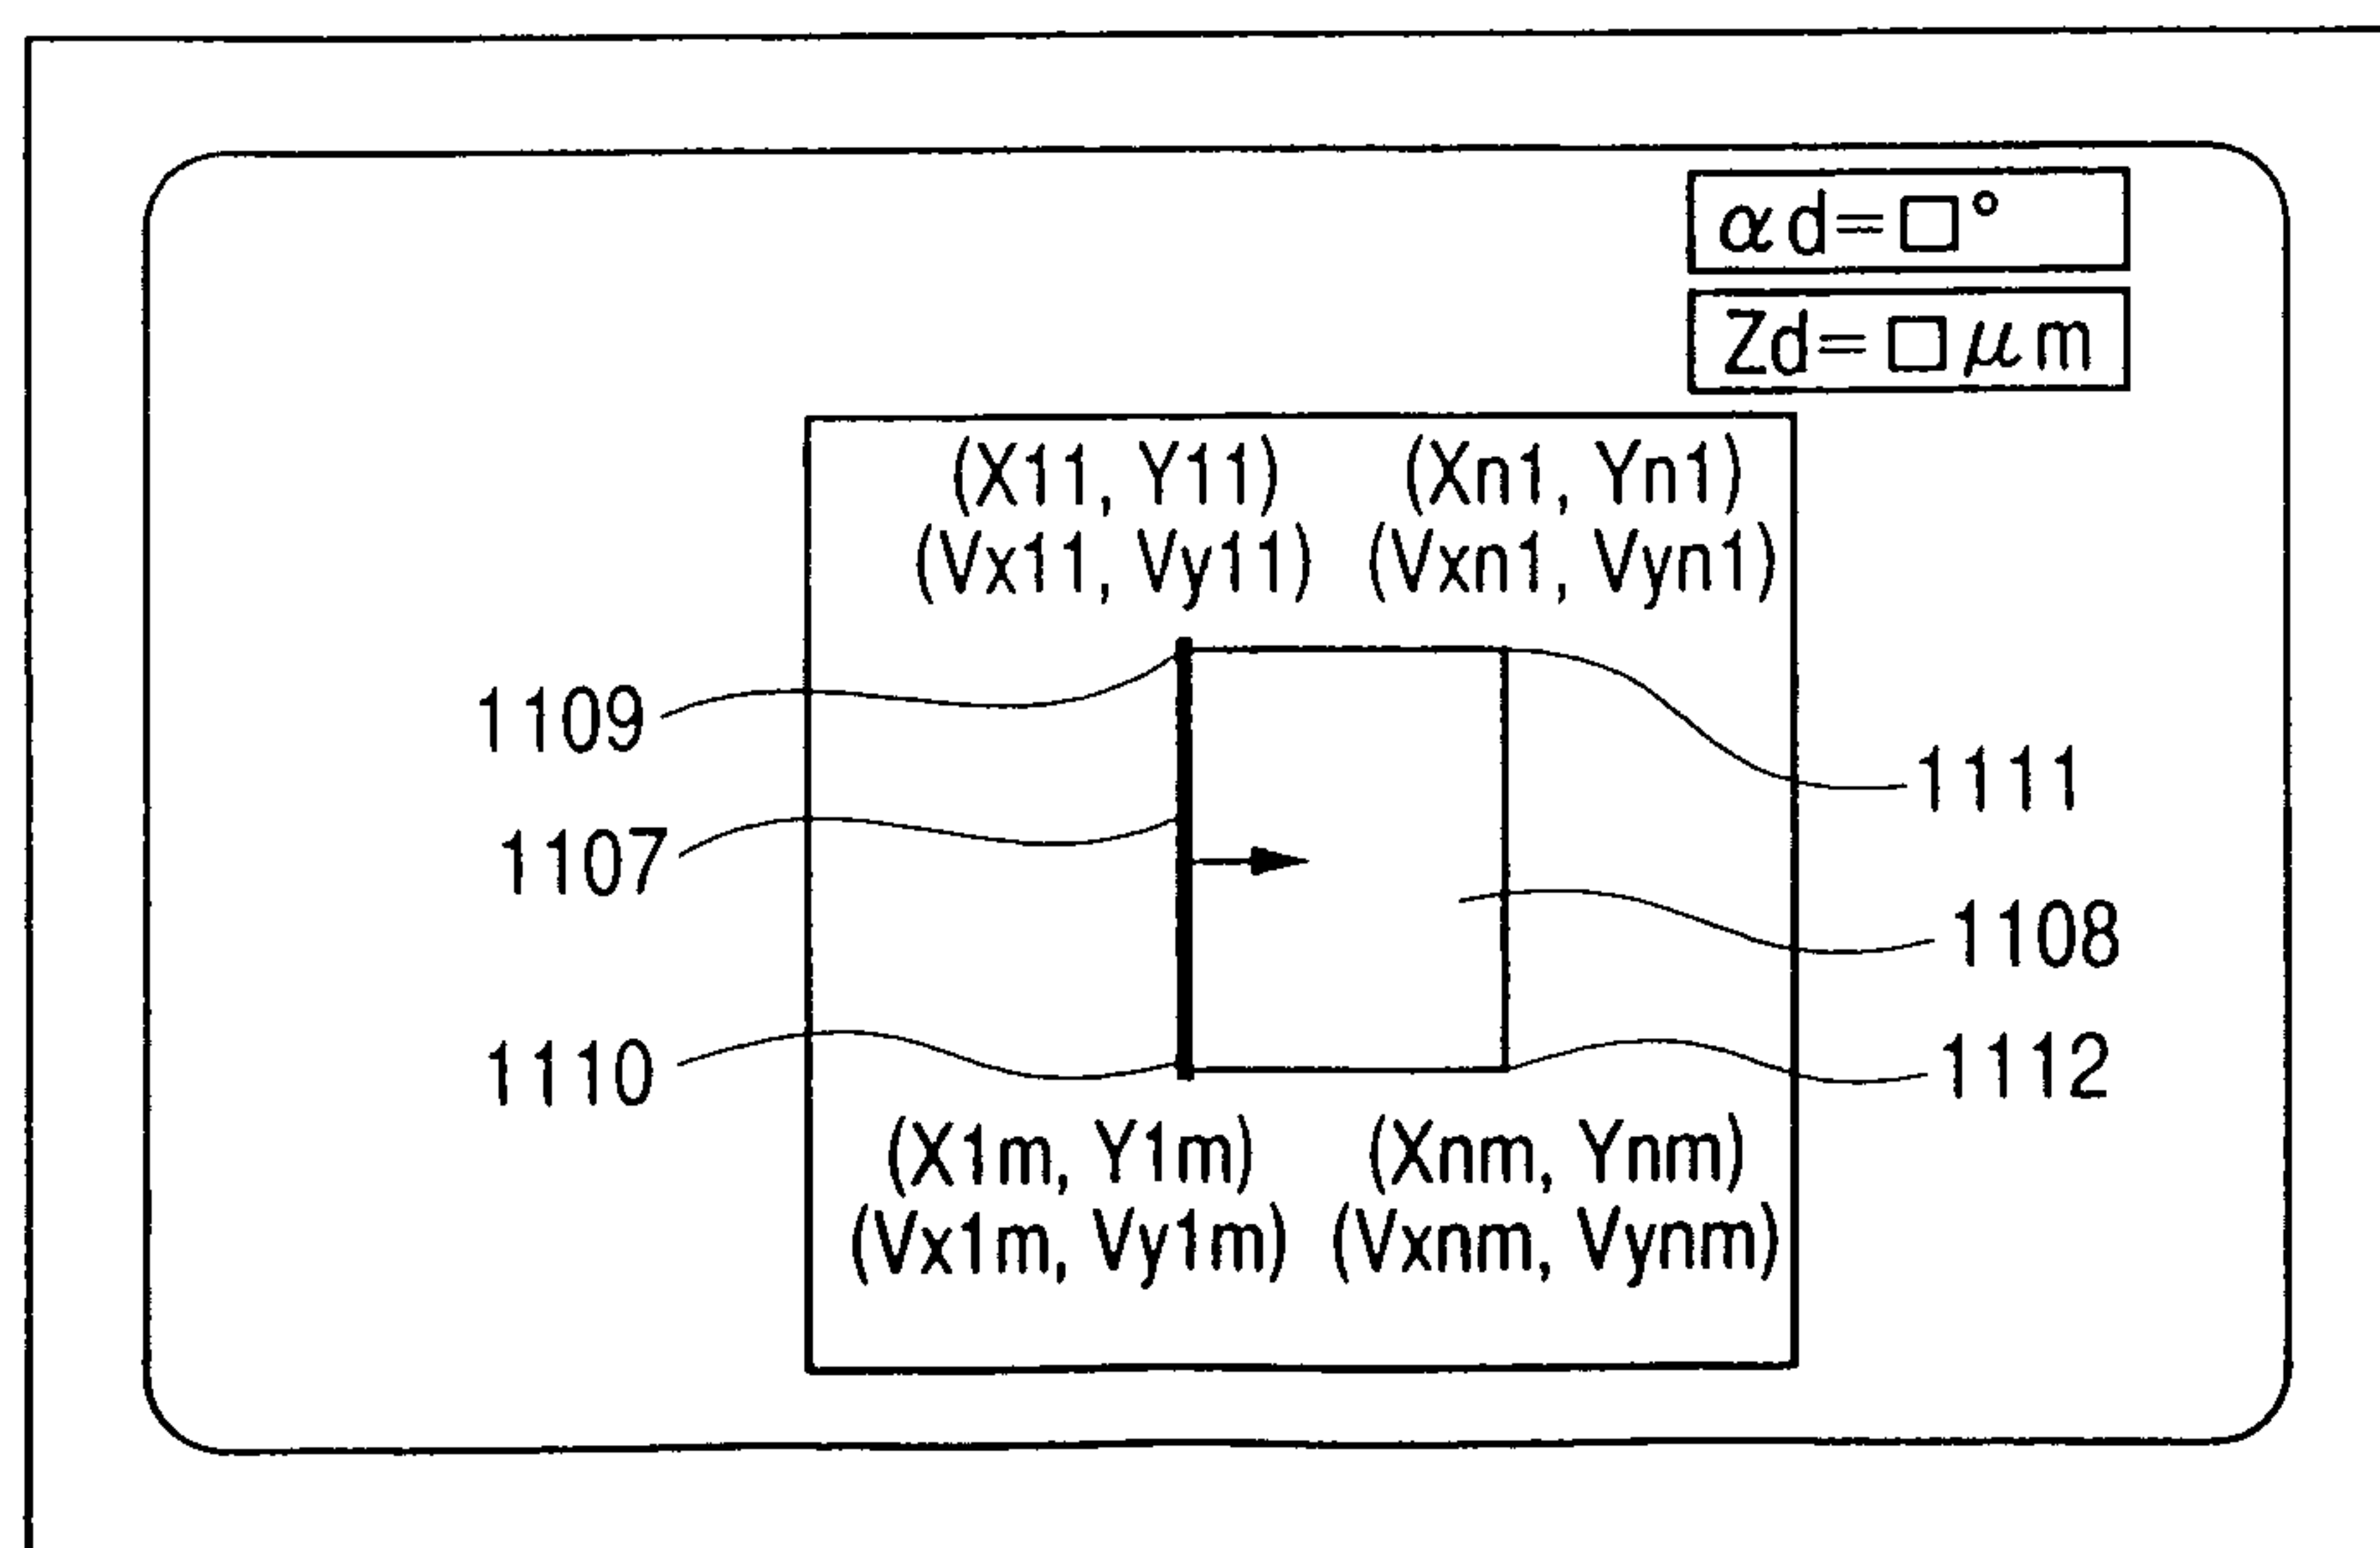 αd=□°
Zd=□μm
(X11, Y11) (Xn1, Yn1)
(Vx11, Vy11) (Vxn1, Vyn1)
1109
1111
1107
1108
1110
1112
(X1m, Y1m) (Xnm, Ynm)
(Vx1m, Vy1m) (Vxnm, Vynm)